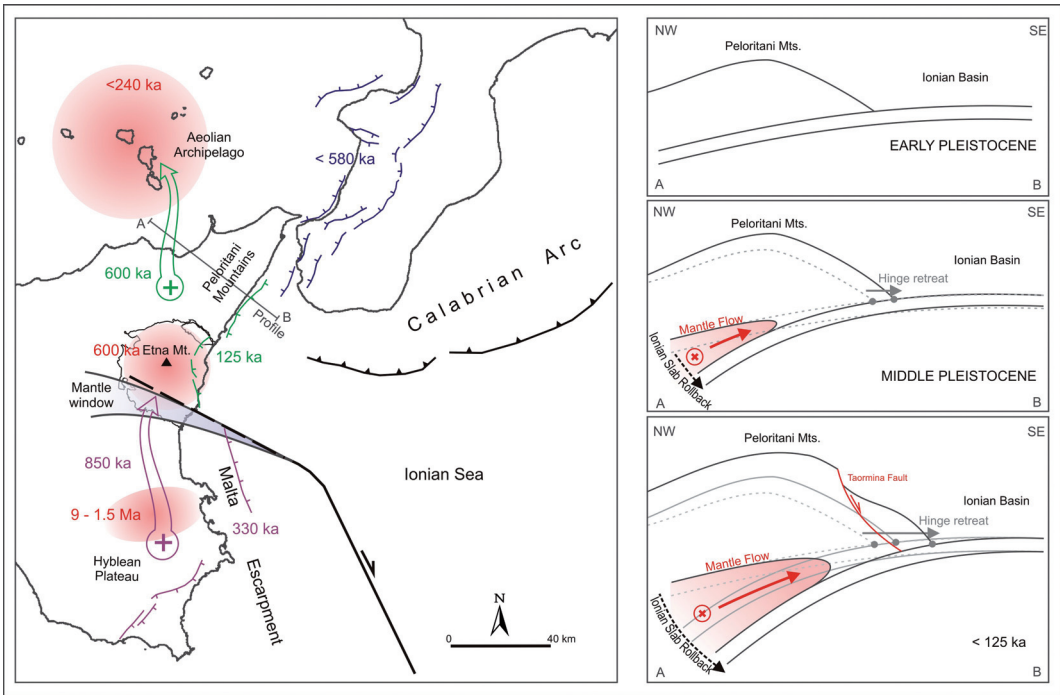 <240 ka
Aeolian
Archipelago
< 580 ka
A
600 ka
Peloritani
Mountains
B
Profile
Calabrian Arc
600 ka
Etna Mt.
125 ka
Mantle
window
850 ka
Ionian Sea
Malta
Escarpment
9 - 1.5 Ma
330 ka
Hyblean
Plateau
N
0
40 km
NW
SE
Peloritani Mts.
Ionian Basin
EARLY PLEISTOCENE
A
B
NW
SE
Peloritani Mts.
Ionian Basin
Hinge retreat
Mantle Flow
Ionian Slab Rollback
MIDDLE PLEISTOCENE
A
B
NW
SE
Peloritani Mts.
Taormina Fault
Ionian Basin
Hinge retreat
Mantle Flow
Ionian Slab Rollback
< 125 ka
A
B